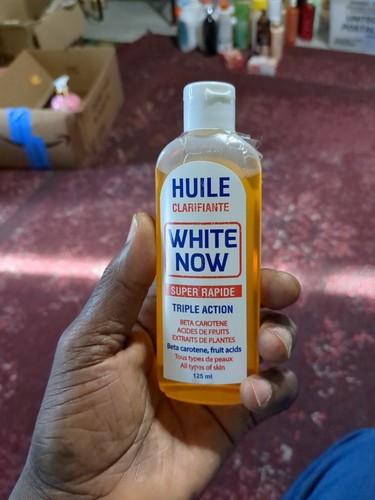 HUILE
CLARIFIANTE
WHITE
NOW
SUPER RAPIDE
TRIPLE ACTION
BETA CAROTENE
ACIDES DE FRUITS
EXTRAITS DE PLANTES
Beta carotene, fruit acids
Tous types de peaux
All types of skin
125 ml